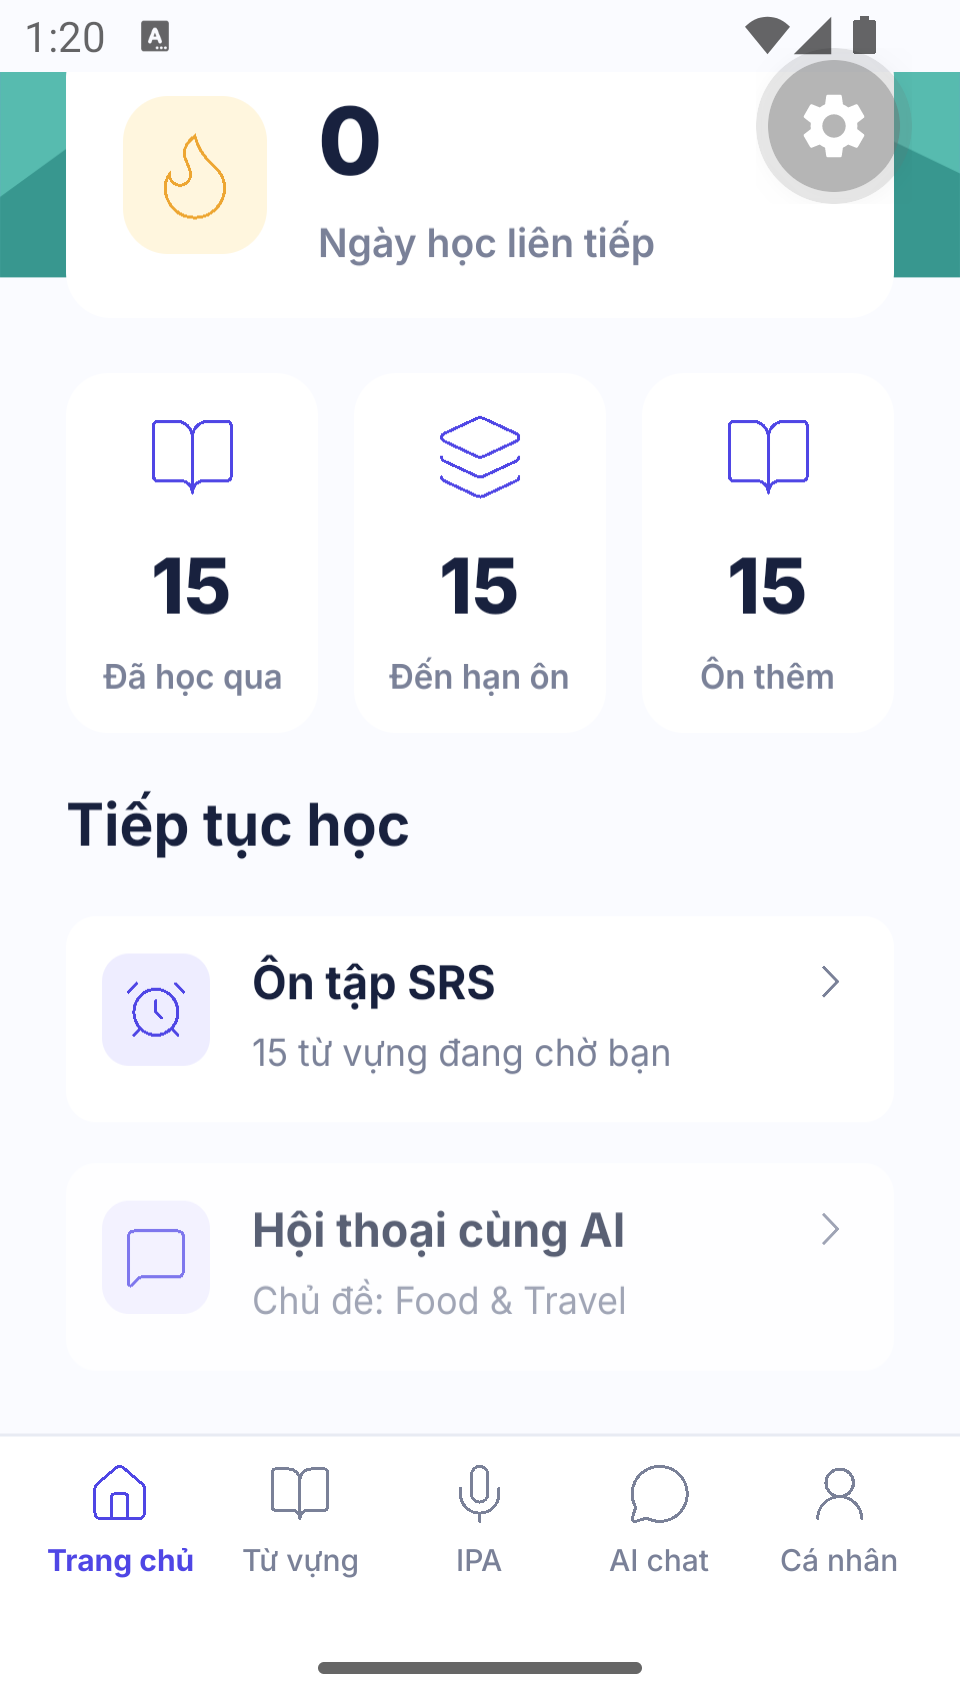 1:20
A
0
Ngày học liên tiếp
15
Đã học qua
15
Đến hạn ôn
15
Ôn thêm
Tiếp tục học
Ôn tập SRS
15 từ vựng đang chờ bạn
Hội thoại cùng AI
Chủ đề: Food & Travel
Trang chủ
Từ vựng
IPA
AI chat
Cá nhân